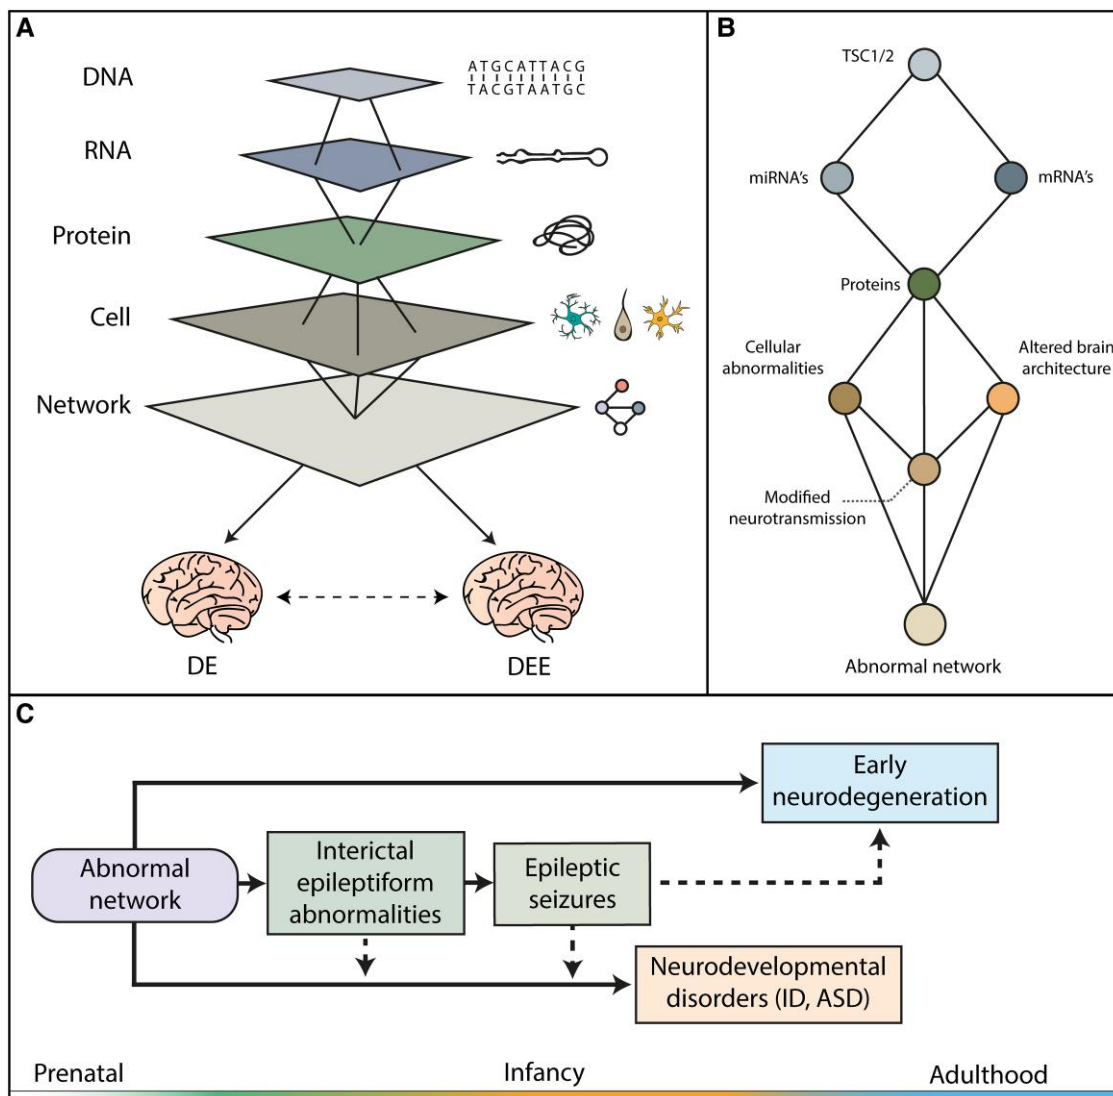 A
DNA
ATGCATTACG
TACGTAATGC
RNA
Protein
Cell
Network
DE
DEE
B
TSC1/2
miRNA's
mRNA's
Proteins
Cellular
abnormalities
Altered brain
architecture
Modified
neurotransmission
Abnormal network
C
Early
neurodegeneration
Abnormal
network
Interictal
epileptiform
abnormalities
Epileptic
seizures
Neurodevelopmental
disorders (ID, ASD)
Prenatal
Infancy
Adulthood